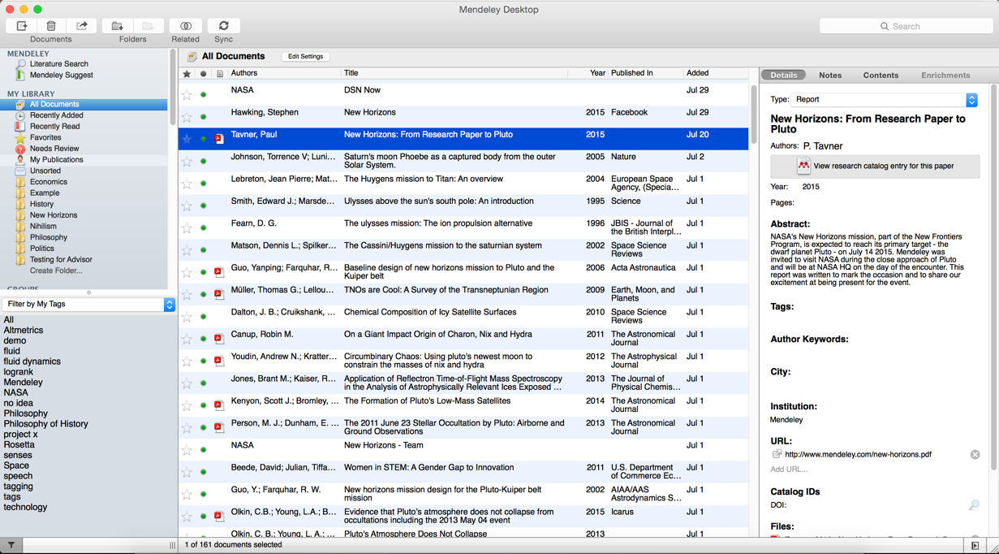 Mendeley Desktop
Documents
Folders
Related
Sync
Search
MENDELEY
Literature Search
Mendeley Suggest
MY LIBRARY
All Documents
Recently Added
Recently Read
Favorites
Needs Review
My Publications
Unsorted
Economics
Example
History
New Horizons
Nihilism
Philosophy
Politics
Testing for Advisor
Create Folder...
GROUPS
Filter by My Tags
All
Altmetrics
demo
fluid
fluid dynamics
logrank
Mendeley
NASA
no idea
Philosophy
Philosophy of History
project x
Rosetta
senses
Space
speech
tagging
tags
technology
All Documents
Edit Settings
Authors Title Year Published In Added
NASA DSN Now Jul 29
Hawking, Stephen New Horizons 2015 Facebook Jul 29
Tavner, Paul New Horizons: From Research Paper to Pluto 2015 Jul 20
Johnson, Torrence V; Luni... Saturn's moon Phoebe as a captured body from the outer 2005 Nature Jul 2
Solar System.
Lebreton, Jean Pierre; Mat... The Huygens mission to Titan: An overview 2004 European Space Jul 1
Agency, (Specia...
Smith, Edward J.; Marsde... Ulysses above the sun's south pole: An introduction 1995 Science Jul 1
Fearn, D. G. The ulysses mission: The ion propulsion alternative 1996 JBIS - Journal of Jul 1
the British Interpl...
Matson, Dennis L.; Spilker... The Cassini/Huygens mission to the saturnian system 2002 Space Science Jul 1
Reviews
Guo, Yanping; Farquhar, R... Baseline design of new horizons mission to Pluto and the 2006 Acta Astronautica Jul 1
Kuiper belt
Müller, Thomas G.; Lellou... TNOs are Cool: A Survey of the Transneptunian Region 2009 Earth, Moon, and Jul 1
Planets
Dalton, J. B.; Cruikshank, ... Chemical Composition of Icy Satellite Surfaces 2010 Space Science Jul 1
Reviews
Canup, Robin M. On a Giant Impact Origin of Charon, Nix and Hydra 2011 The Astronomical Jul 1
Journal
Youdin, Andrew N.; Kratter... Circumbinary Chaos: Using pluto's newest moon to 2012 The Astrophysical Jul 1
constrain the masses of nix and hydra Journal
Jones, Brant M.; Kaiser, R... Application of Reflectron Time-of-Flight Mass Spectroscopy 2013 The Journal of Jul 1
in the Analysis of Astrophysically Relevant Ices Exposed ... Physical Chemis...
Kenyon, Scott J.; Bromley, ... The Formation of Pluto's Low-Mass Satellites 2014 The Astronomical Jul 1
Journal
Person, M. J.; Dunham, E. ... The 2011 June 23 Stellar Occultation by Pluto: Airborne and 2013 The Astronomical Jul 1
Ground Observations Journal
NASA New Horizons - Team Jul 1
Beede, David; Julian, Tiffa... Women in STEM: A Gender Gap to Innovation 2011 U.S. Department Jul 1
of Commerce Ec...
Guo, Y.; Farquhar, R. W. New horizons mission design for the Pluto-Kuiper belt 2002 AIAA/AAS Jul 1
mission Astrodynamics S...
Olkin, C.B.; Young, L.A.; B... Evidence that Pluto's atmosphere does not collapse from 2015 Icarus Jul 1
occultations including the 2013 May 04 event
Olkin, C. B.; Young, L. A.; ... Pluto's Atmosphere Does Not Collapse 2013 Jul 1
1 of 161 documents selected
Details Notes Contents Enrichments
Type: Report
New Horizons: From Research Paper to
Pluto
Authors: P. Tavner
View research catalog entry for this paper
Year: 2015
Pages:
Abstract:
NASA's New Horizons mission, part of the New Frontiers
Program, is expected to reach its primary target - the
dwarf planet Pluto - on July 14 2015. Mendeley was
invited to visit NASA during the close approach of Pluto
and will be at NASA HQ on the day of the encounter. This
report was written to mark the occasion and to share our
excitement at being present for the event.
Tags:
Author Keywords:
City:
Institution:
Mendeley
URL:
http://www.mendeley.com/new-horizons.pdf
Add URL...
Catalog IDs
DOI:
Files: